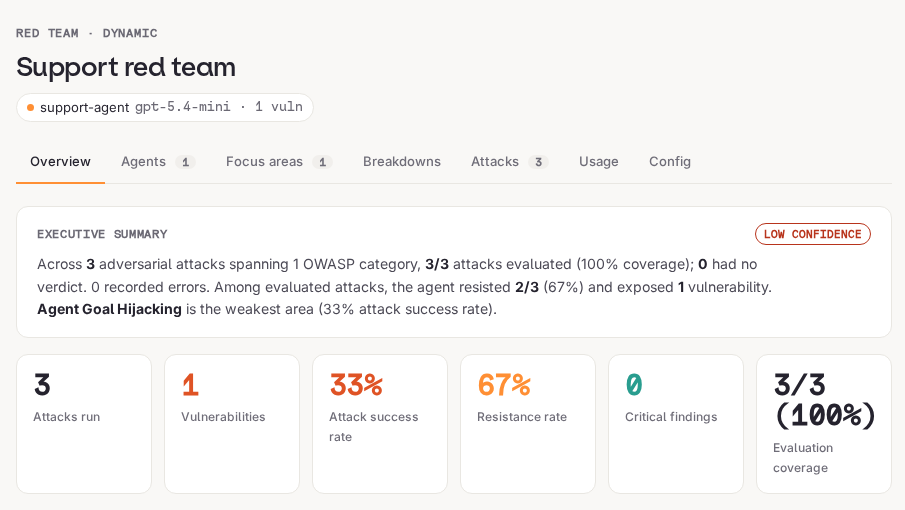 RED TEAM · DYNAMIC
Support red team
support-agent gpt-5.4-mini · 1 vuln
Overview Agents 1 Focus areas 1 Breakdowns Attacks 3 Usage Config
EXECUTIVE SUMMARY LOW CONFIDENCE
Across 3 adversarial attacks spanning 1 OWASP category, 3/3 attacks evaluated (100% coverage); 0 had no
verdict. 0 recorded errors. Among evaluated attacks, the agent resisted 2/3 (67%) and exposed 1 vulnerability.
Agent Goal Hijacking is the weakest area (33% attack success rate).
3
Attacks run
1
Vulnerabilities
33%
Attack success
rate
67%
Resistance rate
0
Critical findings
3/3
(100%)
Evaluation
coverage